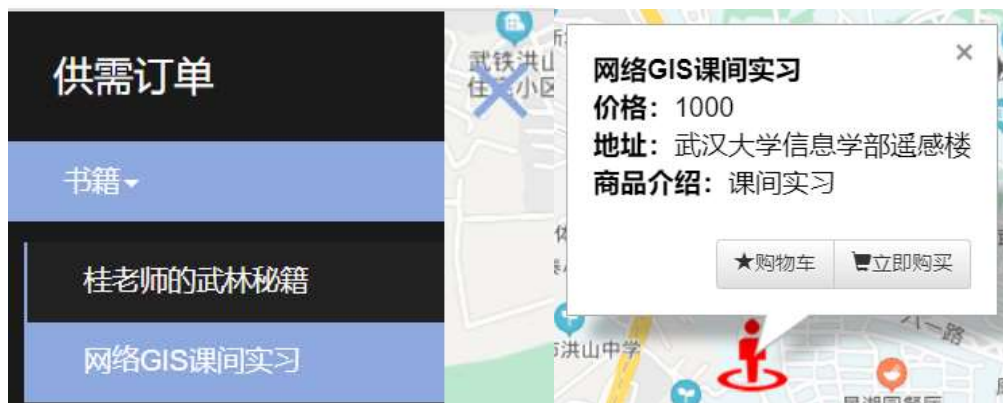 供需订单
书籍
桂老师的武林秘籍
网络GIS课间实习
武铁洪山
住宅小区
×
网络GIS课间实习
价格：1000
地址：武汉大学信息学部遥感楼
商品介绍：课间实习
★购物车
立即购买
洪山中学
八一路